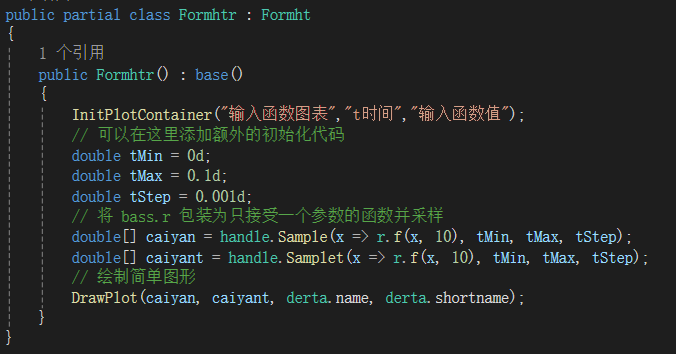 public partial class Formhtr : Formht
{
1 个引用
public Formhtr() : base()
{
InitPlotContainer("输入函数图表","t时间","输入函数值");
// 可以在这里添加额外的初始化代码
double tMin = 0d;
double tMax = 0.1d;
double tStep = 0.001d;
// 将 bass.r 包装为只接受一个参数的函数并采样
double[] caiyan = handle.Sample(x => r.f(x, 10), tMin, tMax, tStep);
double[] caiyant = handle.Samplet(x => r.f(x, 10), tMin, tMax, tStep);
// 绘制简单图形
DrawPlot(caiyan, caiyant, derta.name, derta.shortname);
}
}